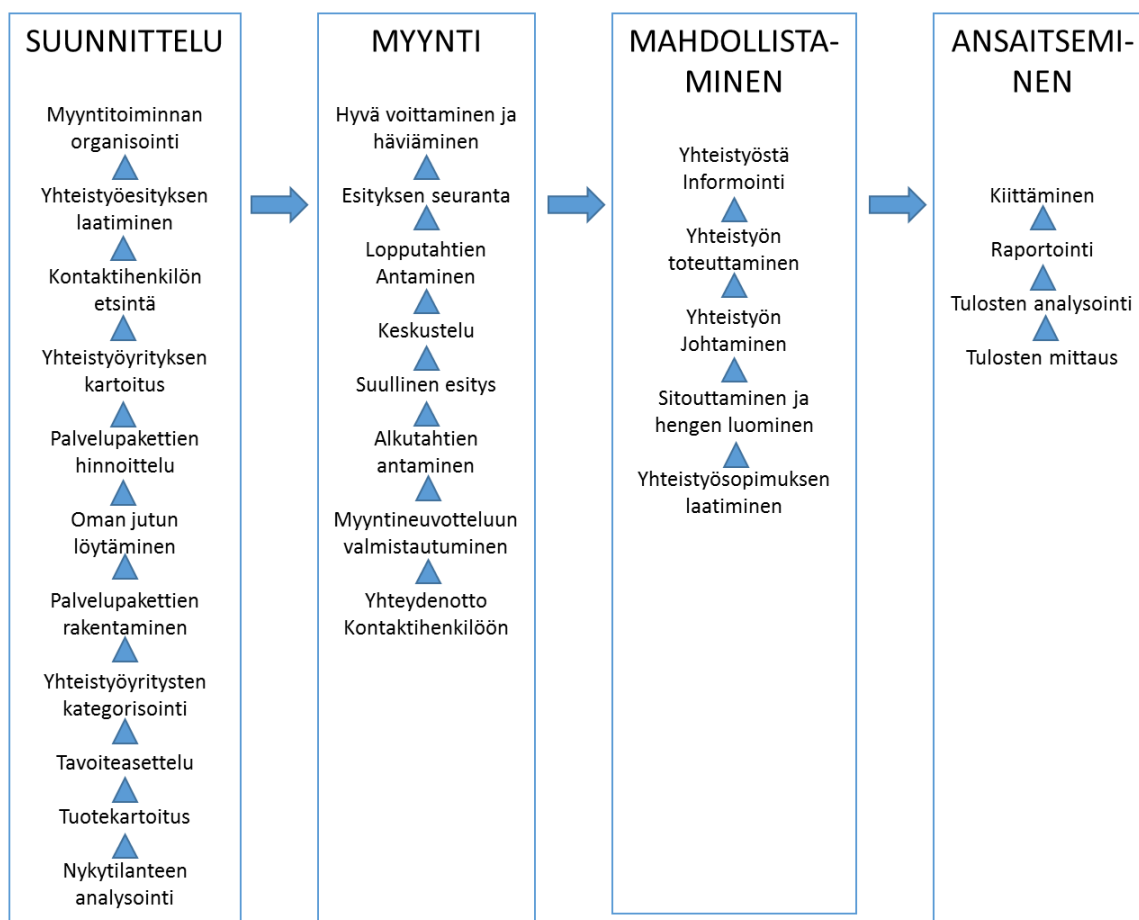 SUUNNITTELU
Myyntitoiminnan
organisointi
Yhteistyöesityksen
laatiminen
Kontaktihenkilön
etsintä
Yhteistyöyrityksen
kartoitus
Palvelupakettien
hinnoittelu
Oman jutun
löytäminen
Palvelupakettien
rakentaminen
Yhteistyöyritysten
kategorisointi
Tavoiteasettelu
Tuotekartoitus
Nykytilanteen
analysointi
MYYNTI
Hyvä voittaminen ja
häviäminen
Esityksen seuranta
Lopputahtien
Antaminen
Keskustelu
Suullinen esitys
Alkutahtien
antaminen
Myyntineuvotteluun
valmistautuminen
Yhteydenotto
Kontaktihenkilöön
MAHDOLLISTA-
MINEN
Yhteistyöstä
Informointi
Yhteistyön
toteuttaminen
Yhteistyön
Johtaminen
Sitouttaminen ja
hengen luominen
Yhteistyösopimuksen
laatiminen
ANSAITSEMI-
NEN
Kiittäminen
Raportointi
Tulosten analysointi
Tulosten mittaus